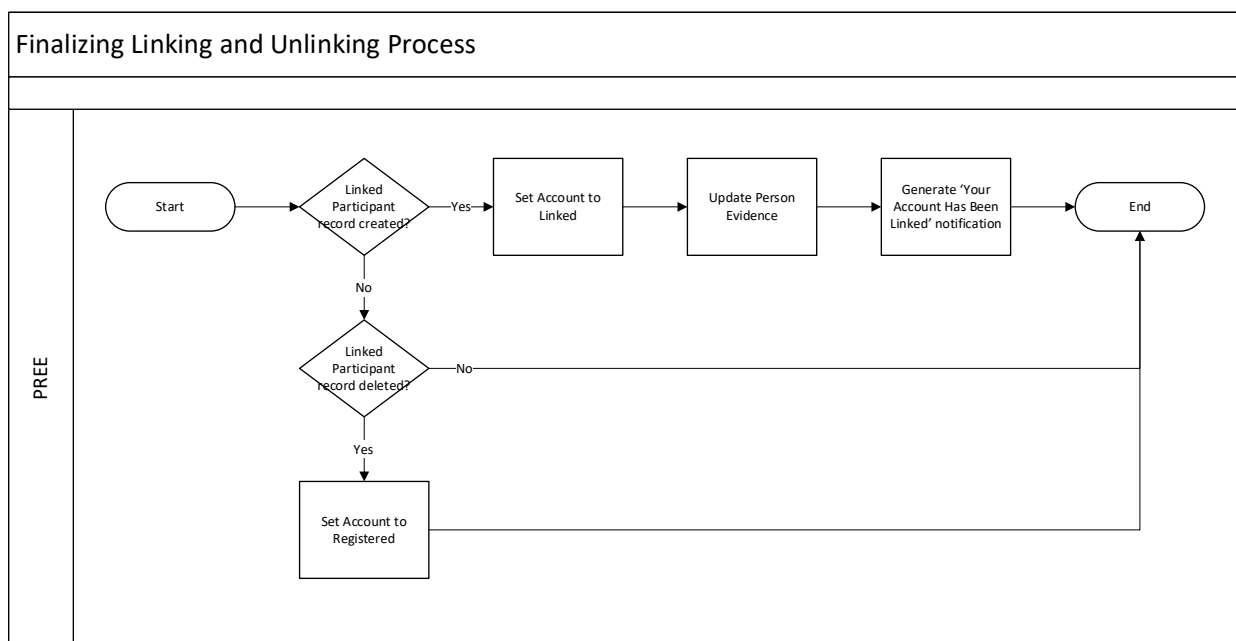 Finalizing Linking and Unlinking Process
PREE
Start
Linked
Participant
record created?
Yes
Set Account to
Linked
Update Person
Evidence
Generate ‘Your
Account Has Been
Linked’ notification
End
No
Linked
Participant
record deleted?
No
Yes
Set Account to
Registered